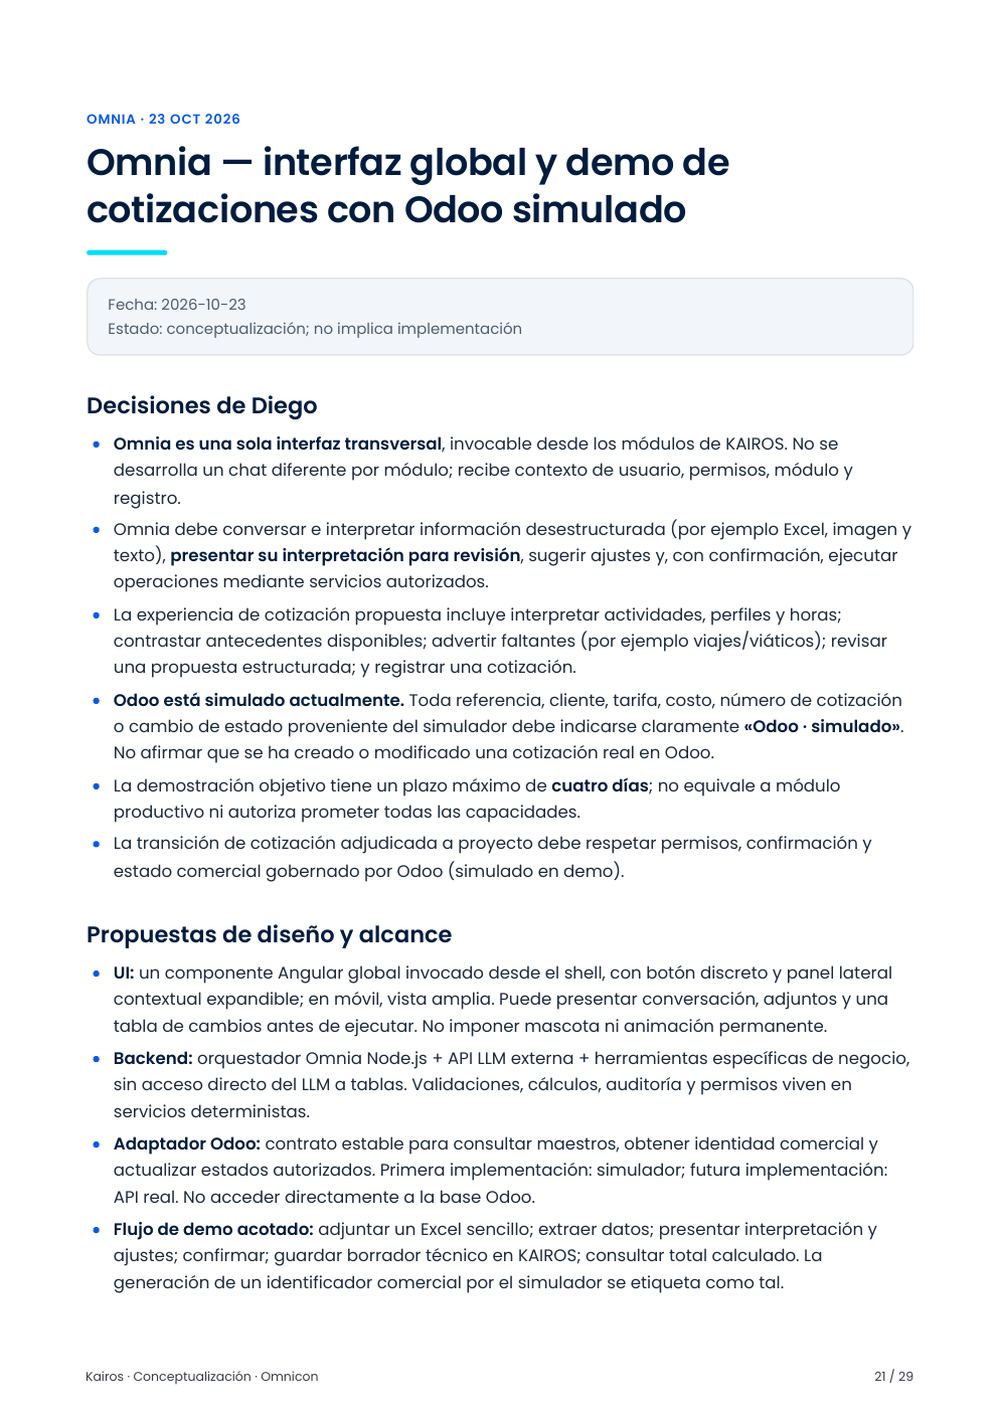 OMNIA · 23 OCT 2026
Omnia — interfaz global y demo de
cotizaciones con Odoo simulado
Fecha: 2026-10-23
Estado: conceptualización; no implica implementación
Decisiones de Diego
• Omnia es una sola interfaz transversal, invocable desde los módulos de KAIROS. No se
desarrolla un chat diferente por módulo; recibe contexto de usuario, permisos, módulo y
registro.
• Omnia debe conversar e interpretar información desestructurada (por ejemplo Excel, imagen y
texto), presentar su interpretación para revisión, sugerir ajustes y, con confirmación, ejecutar
operaciones mediante servicios autorizados.
• La experiencia de cotización propuesta incluye interpretar actividades, perfiles y horas;
contrastar antecedentes disponibles; advertir faltantes (por ejemplo viajes/viáticos); revisar
una propuesta estructurada; y registrar una cotización.
• Odoo está simulado actualmente. Toda referencia, cliente, tarifa, costo, número de cotización
o cambio de estado proveniente del simulador debe indicarse claramente «Odoo · simulado».
No afirmar que se ha creado o modificado una cotización real en Odoo.
• La demostración objetivo tiene un plazo máximo de cuatro días; no equivale a módulo
productivo ni autoriza prometer todas las capacidades.
• La transición de cotización adjudicada a proyecto debe respetar permisos, confirmación y
estado comercial gobernado por Odoo (simulado en demo).
Propuestas de diseño y alcance
• UI: un componente Angular global invocado desde el shell, con botón discreto y panel lateral
contextual expandible; en móvil, vista amplia. Puede presentar conversación, adjuntos y una
tabla de cambios antes de ejecutar. No imponer mascota ni animación permanente.
• Backend: orquestador Omnia Node.js + API LLM externa + herramientas específicas de negocio,
sin acceso directo del LLM a tablas. Validaciones, cálculos, auditoría y permisos viven en
servicios deterministas.
• Adaptador Odoo: contrato estable para consultar maestros, obtener identidad comercial y
actualizar estados autorizados. Primera implementación: simulador; futura implementación:
API real. No acceder directamente a la base Odoo.
• Flujo de demo acotado: adjuntar un Excel sencillo; extraer datos; presentar interpretación y
ajustes; confirmar; guardar borrador técnico en KAIROS; consultar total calculado. La
generación de un identificador comercial por el simulador se etiqueta como tal.
Kairos · Conceptualización · Omnicon
21 / 29